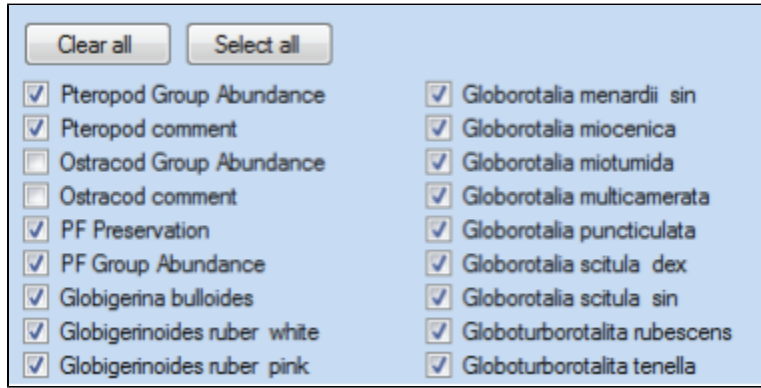 Clear all Select all
Pteropod Group Abundance
Pteropod comment
Ostracod Group Abundance
Ostracod comment
PF Preservation
PF Group Abundance
Globigerina bulloides
Globigerinoides ruber white
Globigerinoides ruber pink
Globorotalia menardii sin
Globorotalia miocenica
Globorotalia miotumida
Globorotalia multicamerata
Globorotalia puncticulata
Globorotalia scitula dex
Globorotalia scitula sin
Globoturborotalita rubescens
Globoturborotalita tenella